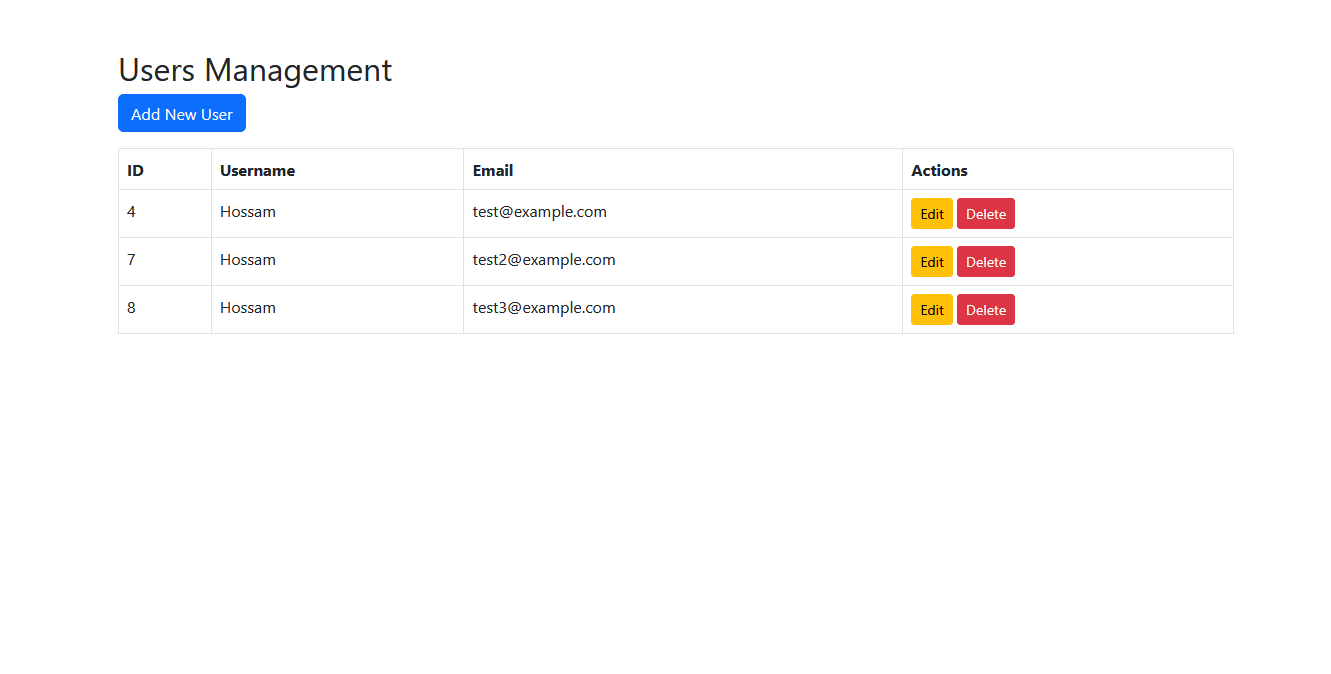 Users Management
Add New User
ID Username Email Actions
4 Hossam test@example.com Edit Delete
7 Hossam test2@example.com Edit Delete
8 Hossam test3@example.com Edit Delete